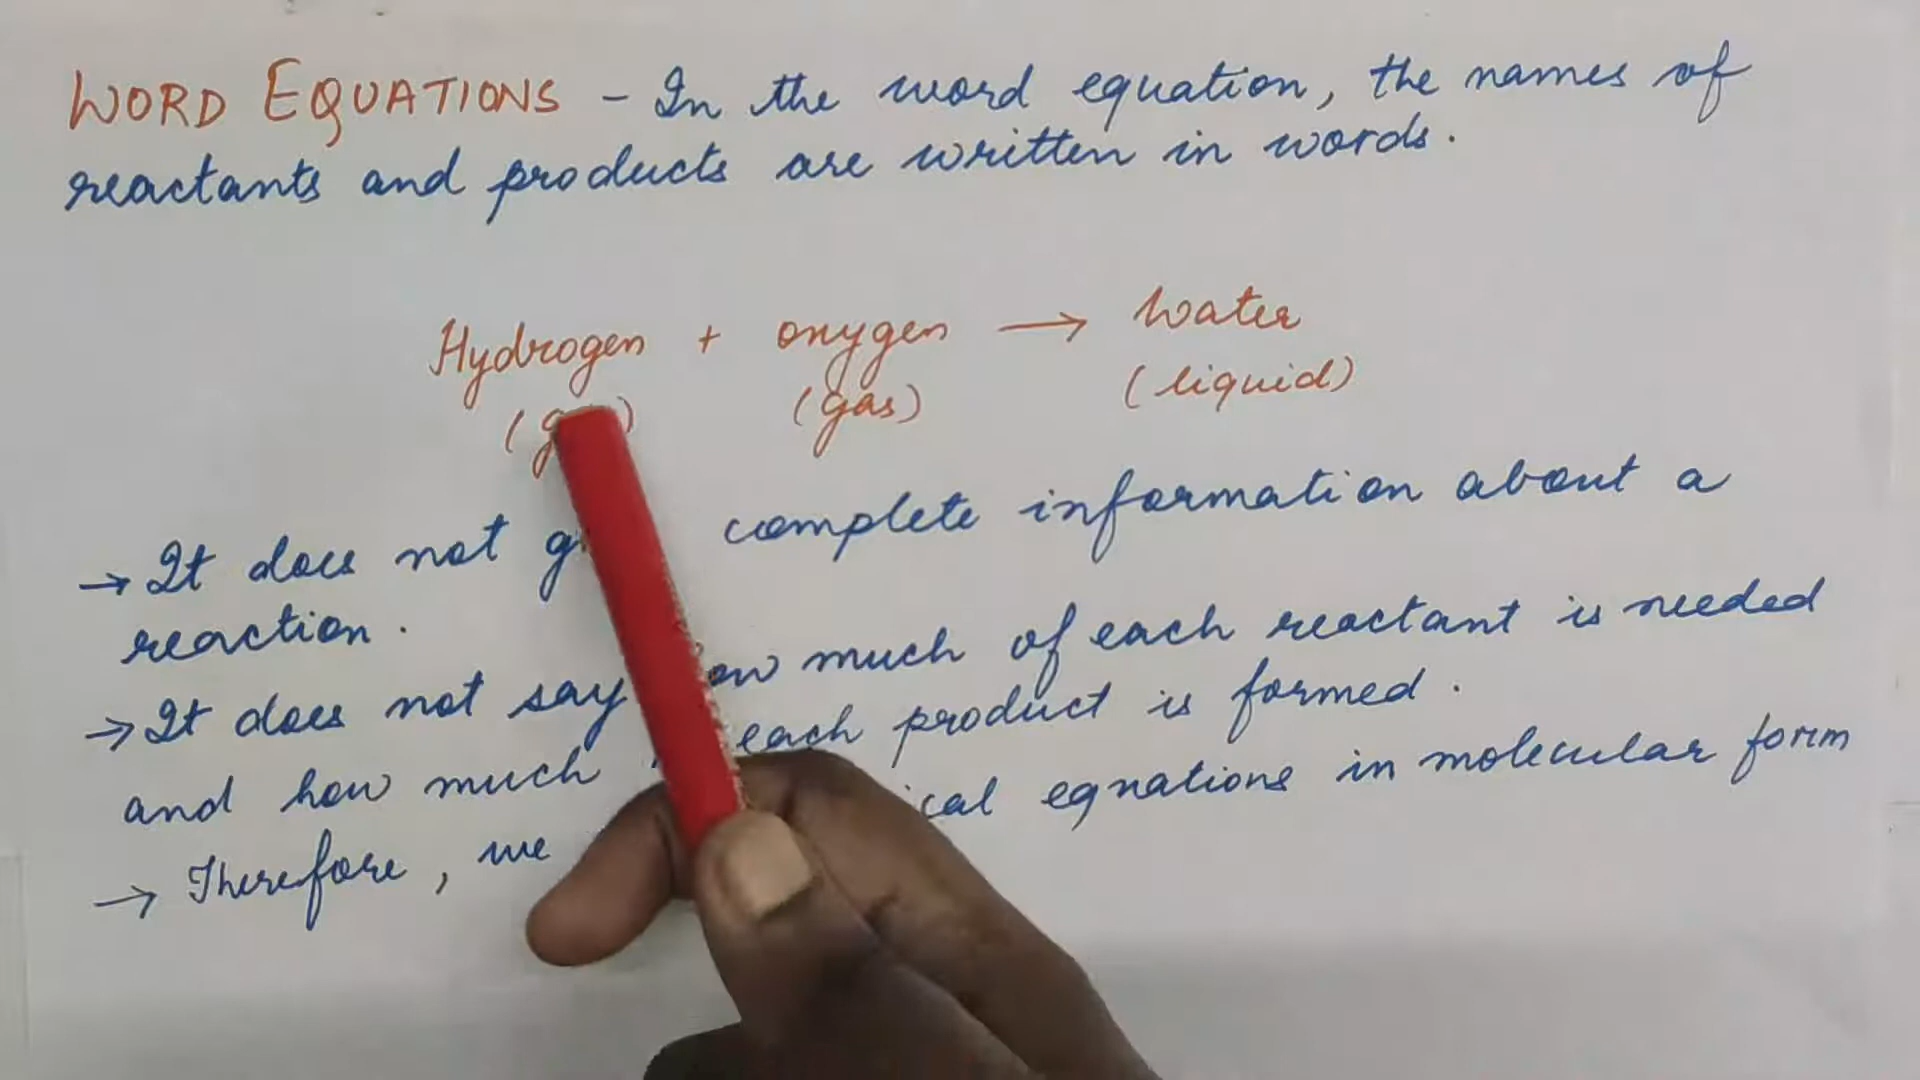 WORD EQUATIONS - In the word equation, the names of
reactants and products are written in words.
Hydrogen + oxygen → water
(gas) (liquid)
→ It does not complete information about a
reaction.
→ It does not say how much of each reactant is needed
and how much each product is formed.
→ Therefore, we equations in molecular form